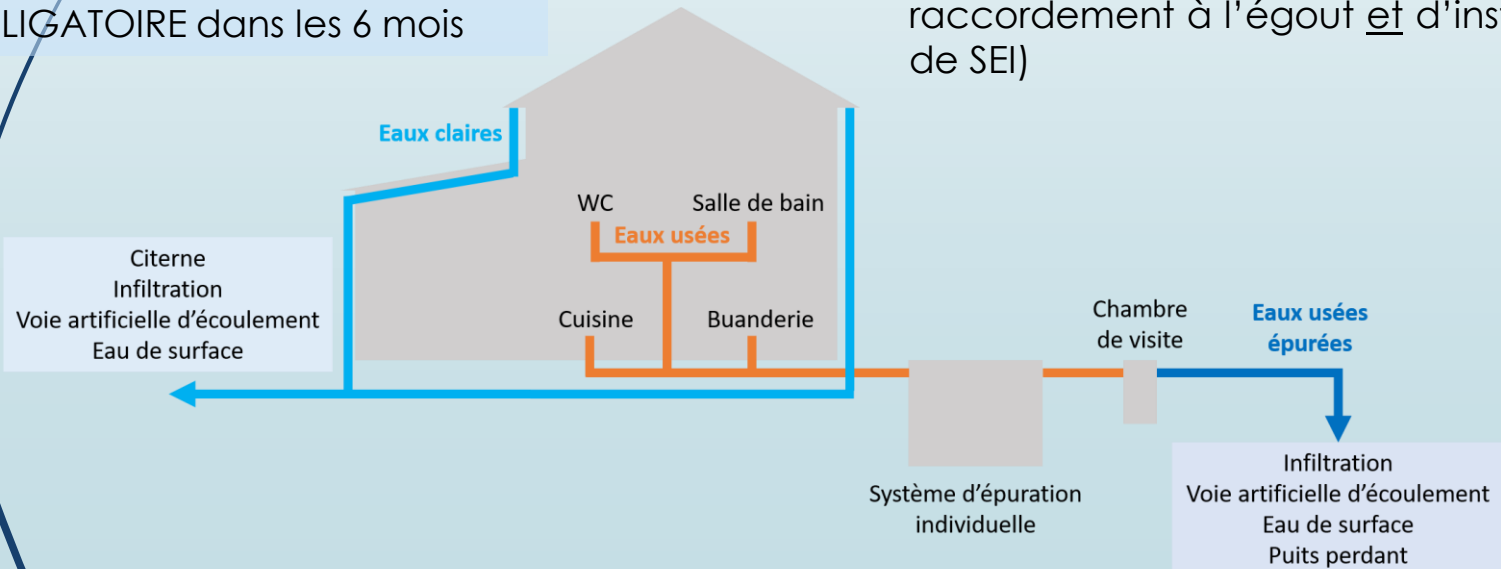 LIGATOIRE dans les 6 mois
raccordement à l'égout et d'inst
de SEI)
Eaux claires
WC
Salle de bain
Eaux usées
Citerne
Infiltration
Voie artificielle d'écoulement
Eau de surface
Cuisine
Buanderie
Chambre
de visite
Eaux usées
épurées
Système d'épuration
individuelle
Infiltration
Voie artificielle d'écoulement
Eau de surface
Puits perdant